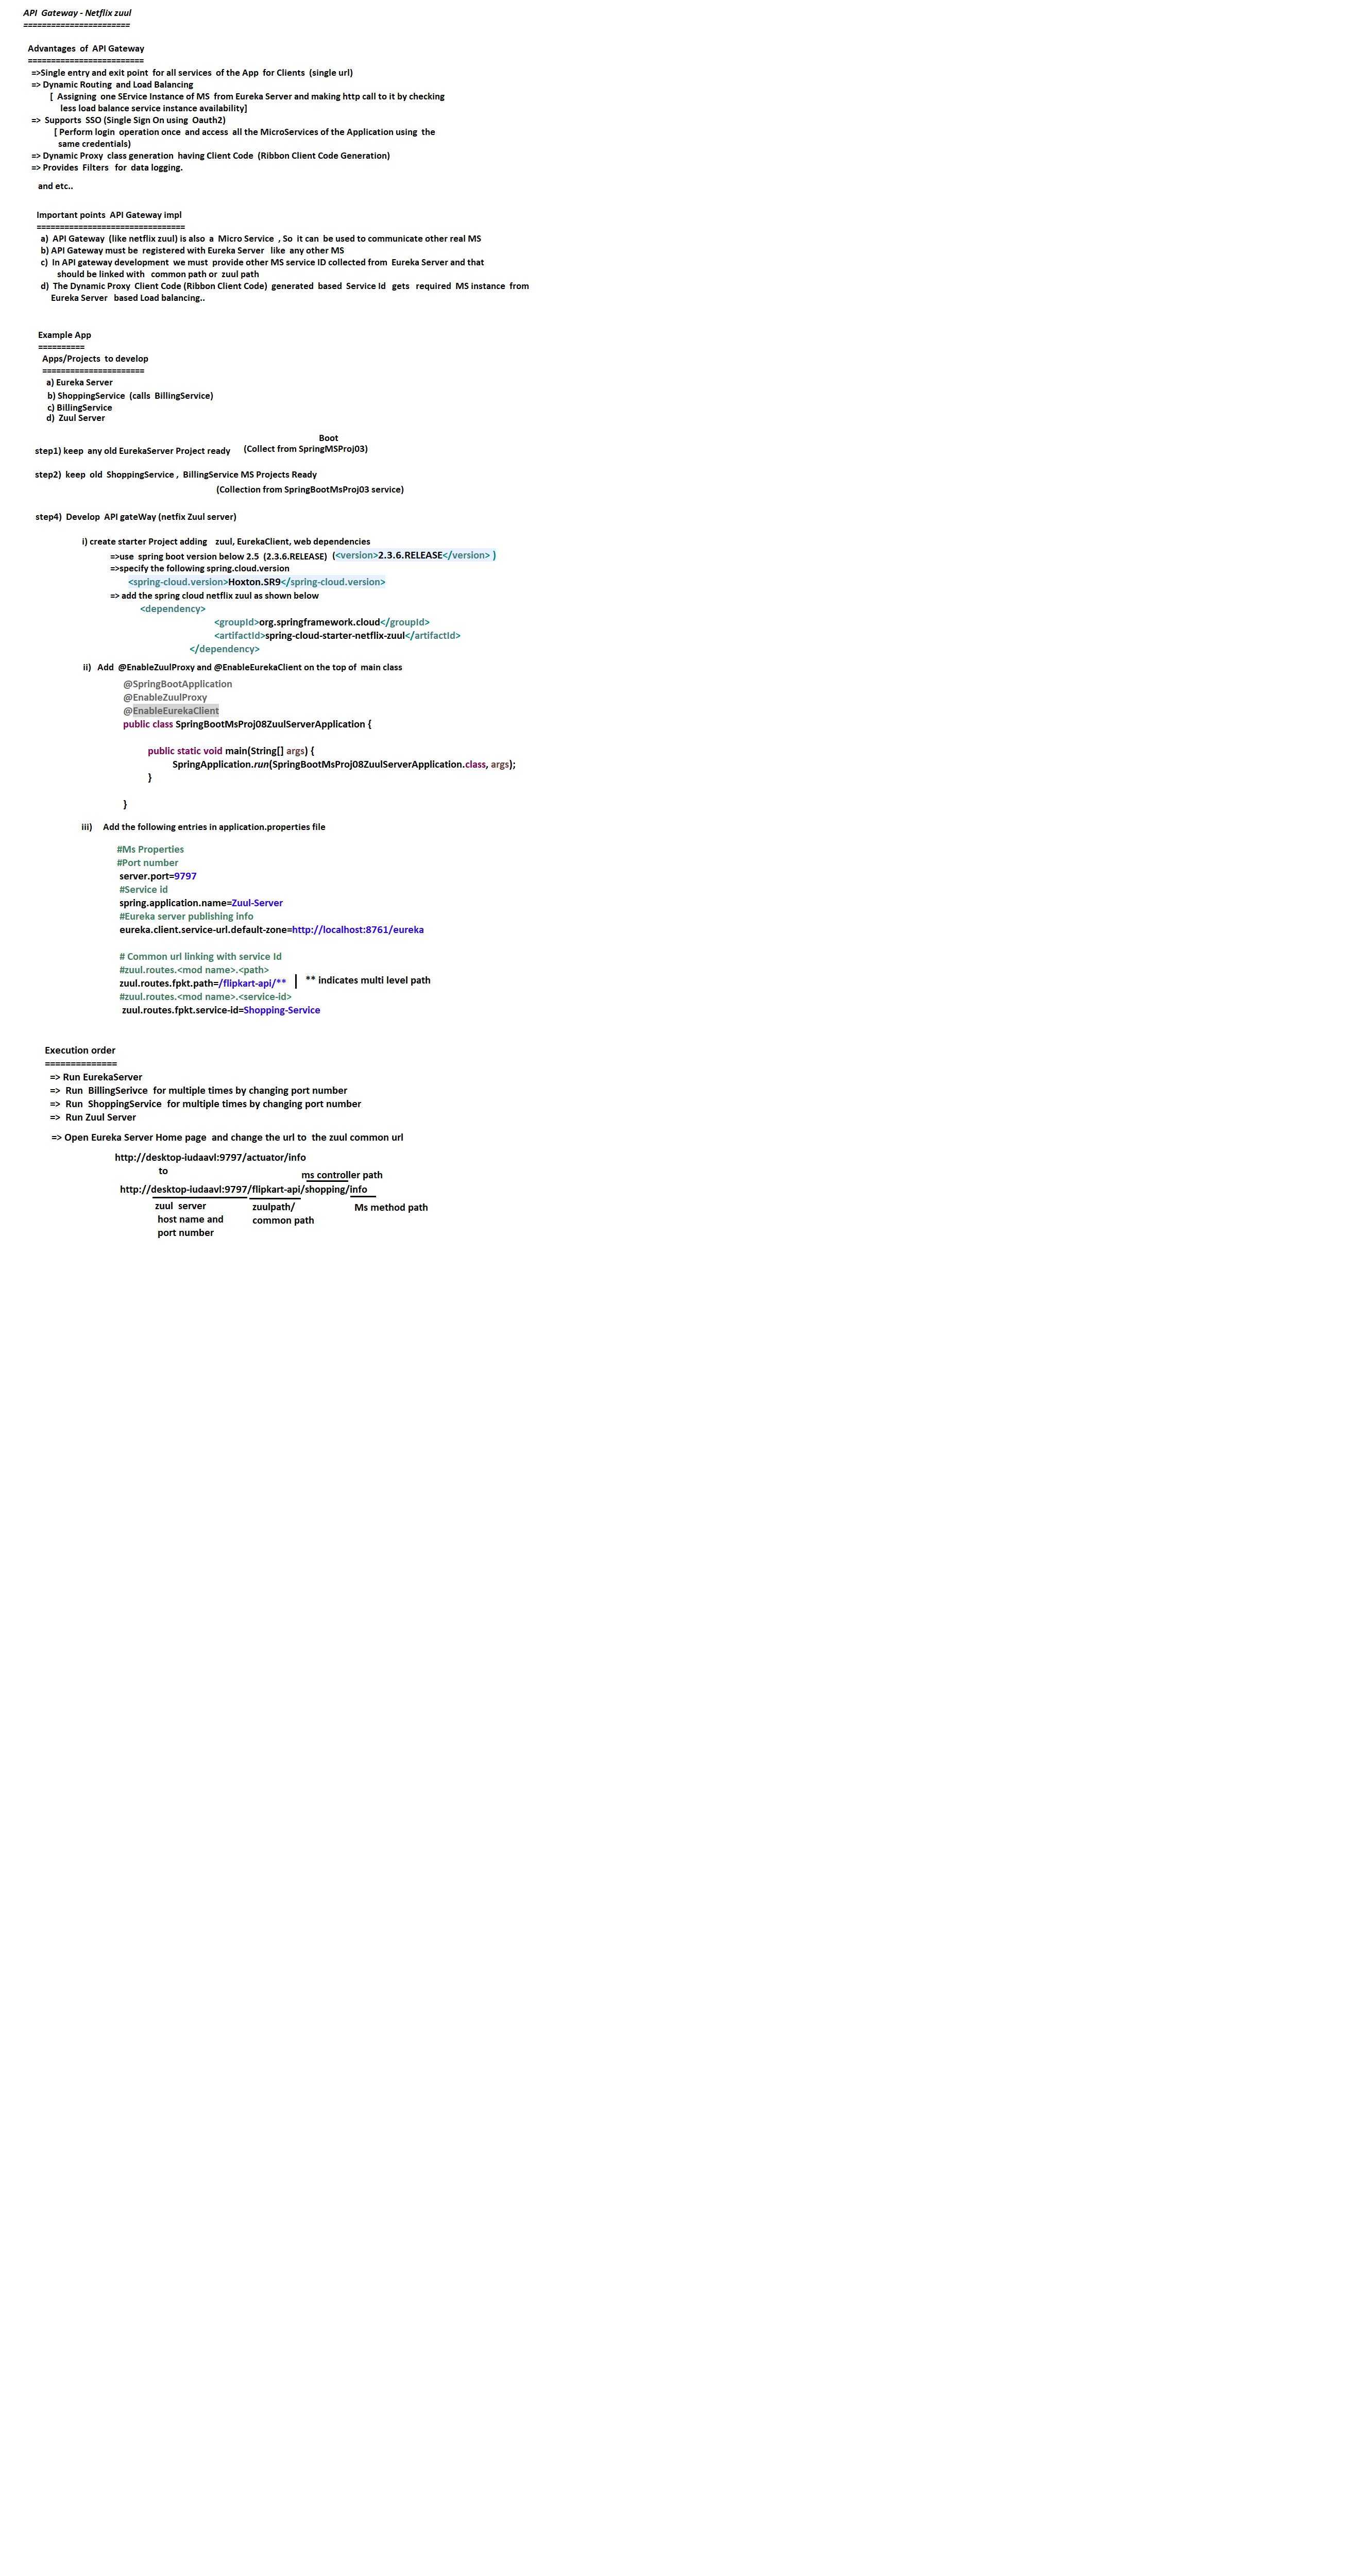 API Gateway - Netflix zuul
=======================
Advantages of API Gateway
=========================
=>Single entry and exit point for all services of the App for Clients (single url)
=> Dynamic Routing and Load Balancing
[ Assigning one SErvice Instance of MS from Eureka Server and making http call to it by checking
less load balance service instance availability]
=> Supports SSO (Single Sign On using Oauth2)
[ Perform login operation once and access all the MicroServices of the Application using the
same credentials)
=> Dynamic Proxy class generation having Client Code (Ribbon Client Code Generation)
=> Provides Filters for data logging.
and etc..
Important points API Gateway impl
================================
a) API Gateway (like netflix zuul) is also a Micro Service , So it can be used to communicate other real MS
b) API Gateway must be registered with Eureka Server like any other MS
c) In API gateway development we must provide other MS service ID collected from Eureka Server and that
should be linked with common path or zuul path
d) The Dynamic Proxy Client Code (Ribbon Client Code) generated based Service Id gets required MS instance from
Eureka Server based Load balancing..
Example App
==========
Apps/Projects to develop
======================
a) Eureka Server
b) ShoppingService (calls BillingService)
c) BillingService
d) Zuul Server
Boot
step1) keep any old EurekaServer Project ready (Collect from SpringMSProj03)
step2) keep old ShoppingService , BillingService MS Projects Ready
(Collection from SpringBootMsProj03 service)
step4) Develop API gateWay (netfix Zuul server)
i) create starter Project adding zuul, EurekaClient, web dependencies
=>use spring boot version below 2.5 (2.3.6.RELEASE) (<version>2.3.6.RELEASE</version> )
=>specify the following spring.cloud.version
<spring-cloud.version>Hoxton.SR9</spring-cloud.version>
=> add the spring cloud netflix zuul as shown below
<dependency>
<groupId>org.springframework.cloud</groupId>
<artifactId>spring-cloud-starter-netflix-zuul</artifactId>
</dependency>
ii) Add @EnableZuulProxy and @EnableEurekaClient on the top of main class
@SpringBootApplication
@EnableZuulProxy
@EnableEurekaClient
public class SpringBootMsProj08ZuulServerApplication {
public static void main(String[] args) {
SpringApplication.run(SpringBootMsProj08ZuulServerApplication.class, args);
}
}
iii) Add the following entries in application.properties file
#Ms Properties
#Port number
server.port=9797
#Service id
spring.application.name=Zuul-Server
#Eureka server publishing info
eureka.client.service-url.default-zone=http://localhost:8761/eureka
# Common url linking with service Id
#zuul.routes.<mod name>.<path>
zuul.routes.fpkt.path=/flipkart-api/** | ** indicates multi level path
#zuul.routes.<mod name>.<service-id>
zuul.routes.fpkt.service-id=Shopping-Service
Execution order
==============
=> Run EurekaServer
=> Run BillingSerivce for multiple times by changing port number
=> Run ShoppingService for multiple times by changing port number
=> Run Zuul Server
=> Open Eureka Server Home page and change the url to the zuul common url
http://desktop-iudaavl:9797/actuator/info
to
ms controller path
http://desktop-iudaavl:9797/flipkart-api/shopping/info
zuul server zuulpath/ Ms method path
host name and common path
port number